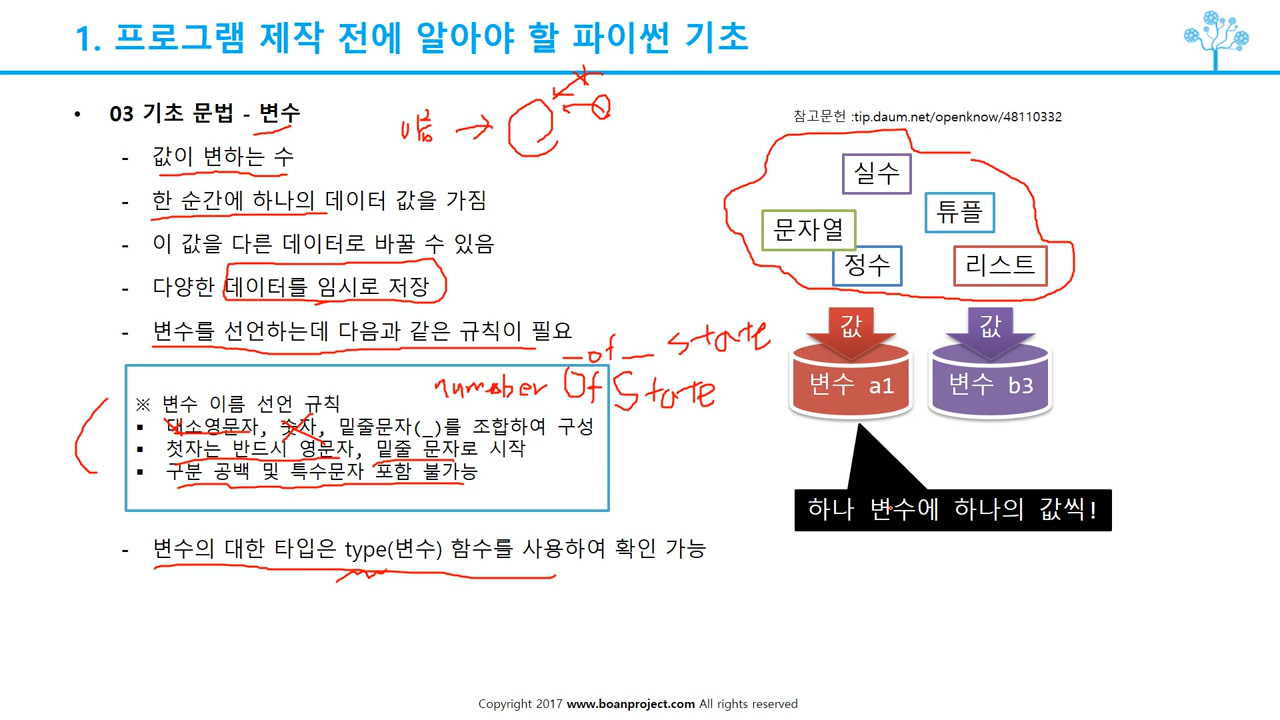 1. 프로그램 제작 전에 알아야 할 파이썬 기초
• 03 기초 문법 - 변수
- 값이 변하는 수
- 한 순간에 하나의 데이터 값을 가짐
- 이 값을 다른 데이터로 바꿀 수 있음
- 다양한 데이터를 임시로 저장
- 변수를 선언하는데 다음과 같은 규칙이 필요
_of_ state
number Of State
※ 변수 이름 선언 규칙
▪ 대소영문자, 숫자, 밑줄문자(_)를 조합하여 구성
▪ 첫자는 반드시 영문자, 밑줄 문자로 시작
▪ 구분 공백 및 특수문자 포함 불가능
- 변수의 대한 타입은 type(변수) 함수를 사용하여 확인 가능
참고문헌 :tip.daum.net/openknow/48110332
실수
튜플
문자열
정수
리스트
값
값
변수 a1
변수 b3
하나 변수에 하나의 값씩!
Copyright 2017 www.boanproject.com All rights reserved